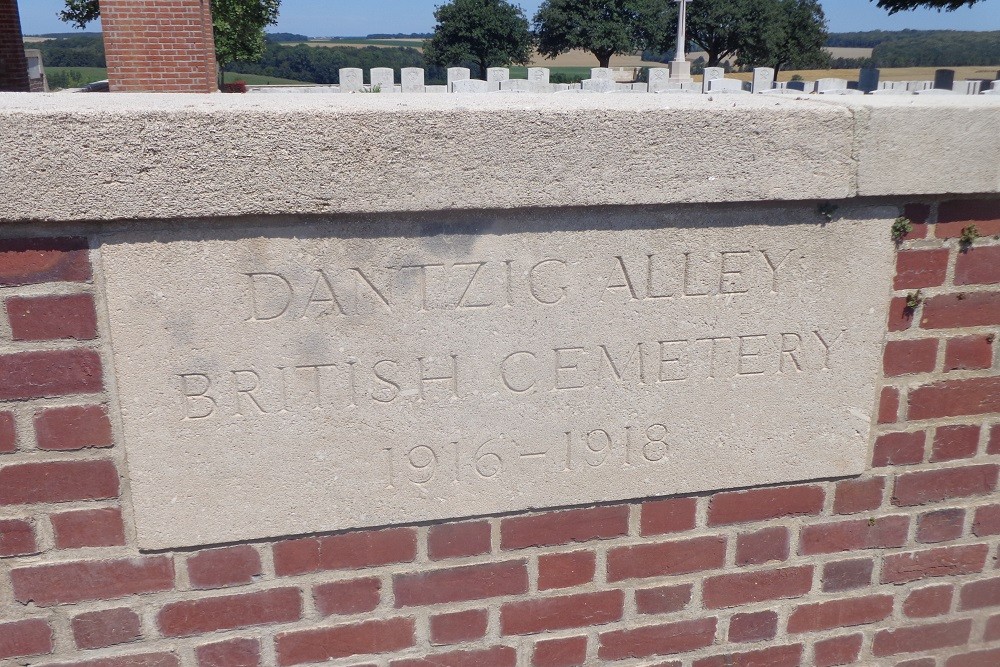 DANTZIG ALLEY
BRITISH CEMETERY
1916–1918